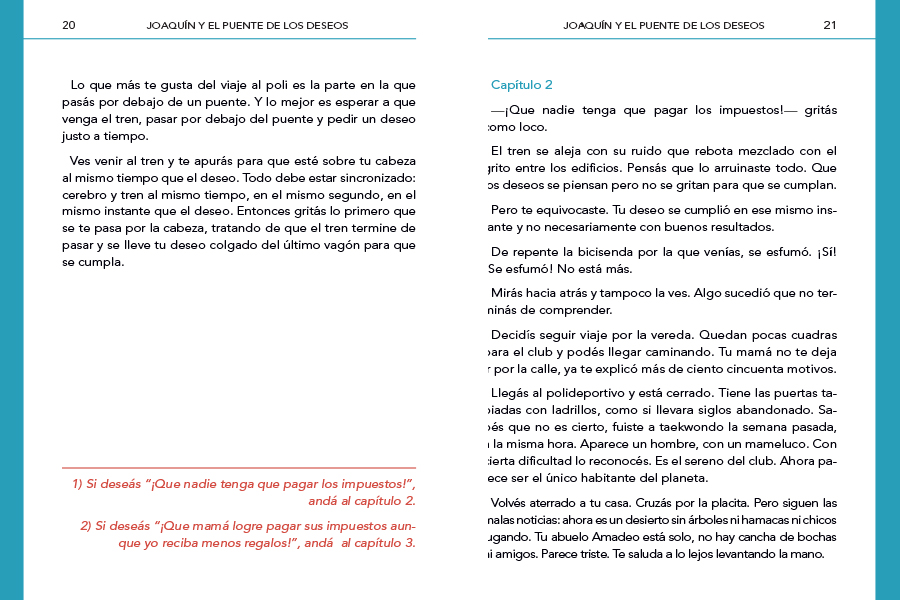 20 JOAQUÍN Y EL PUENTE DE LOS DESEOS
Lo que más te gusta del viaje al poli es la parte en la que
pasás por debajo de un puente. Y lo mejor es esperar a que
venga el tren, pasar por debajo del puente y pedir un deseo
justo a tiempo.
Ves venir al tren y te apurás para que esté sobre tu cabeza
al mismo tiempo que el deseo. Todo debe estar sincronizado:
cerebro y tren al mismo tiempo, en el mismo segundo, en el
mismo instante que el deseo. Entonces gritás lo primero que
se te pasa por la cabeza, tratando de que el tren termine de
pasar y se lleve tu deseo colgado del último vagón para que
se cumpla.
1) Si deseás “¡Que nadie tenga que pagar los impuestos!”,
andá al capítulo 2.
2) Si deseás “¡Que mamá logre pagar sus impuestos aun-
que yo reciba menos regalos!”, andá al capítulo 3.
JOAQUÍN Y EL PUENTE DE LOS DESEOS 21
Capítulo 2
—¡Que nadie tenga que pagar los impuestos!— gritás
como loco.
El tren se aleja con su ruido que rebota mezclado con el
grito entre los edificios. Pensás que lo arruinaste todo. Que
os deseos se piensan pero no se gritan para que se cumplan.
Pero te equivocaste. Tu deseo se cumplió en ese mismo ins-
ante y no necesariamente con buenos resultados.
De repente la bicisenda por la que venías, se esfumó. ¡Sí!
Se esfumó! No está más.
Mirás hacia atrás y tampoco la ves. Algo sucedió que no ter-
minás de comprender.
Decidís seguir viaje por la vereda. Quedan pocas cuadras
para el club y podés llegar caminando. Tu mamá no te deja
r por la calle, ya te explicó más de ciento cincuenta motivos.
Llegás al polideportivo y está cerrado. Tiene las puertas ta-
piadas con ladrillos, como si llevara siglos abandonado. Sa-
bés que no es cierto, fuiste a taekwondo la semana pasada,
a la misma hora. Aparece un hombre, con un mameluco. Con
cierta dificultad lo reconocés. Es el sereno del club. Ahora pa-
ece ser el único habitante del planeta.
Volvés aterrado a tu casa. Cruzás por la placita. Pero siguen las
malas noticias: ahora es un desierto sin árboles ni hamacas ni chicos
ugando. Tu abuelo Amadeo está solo, no hay cancha de bochas
ni amigos. Parece triste. Te saluda a lo lejos levantando la mano.